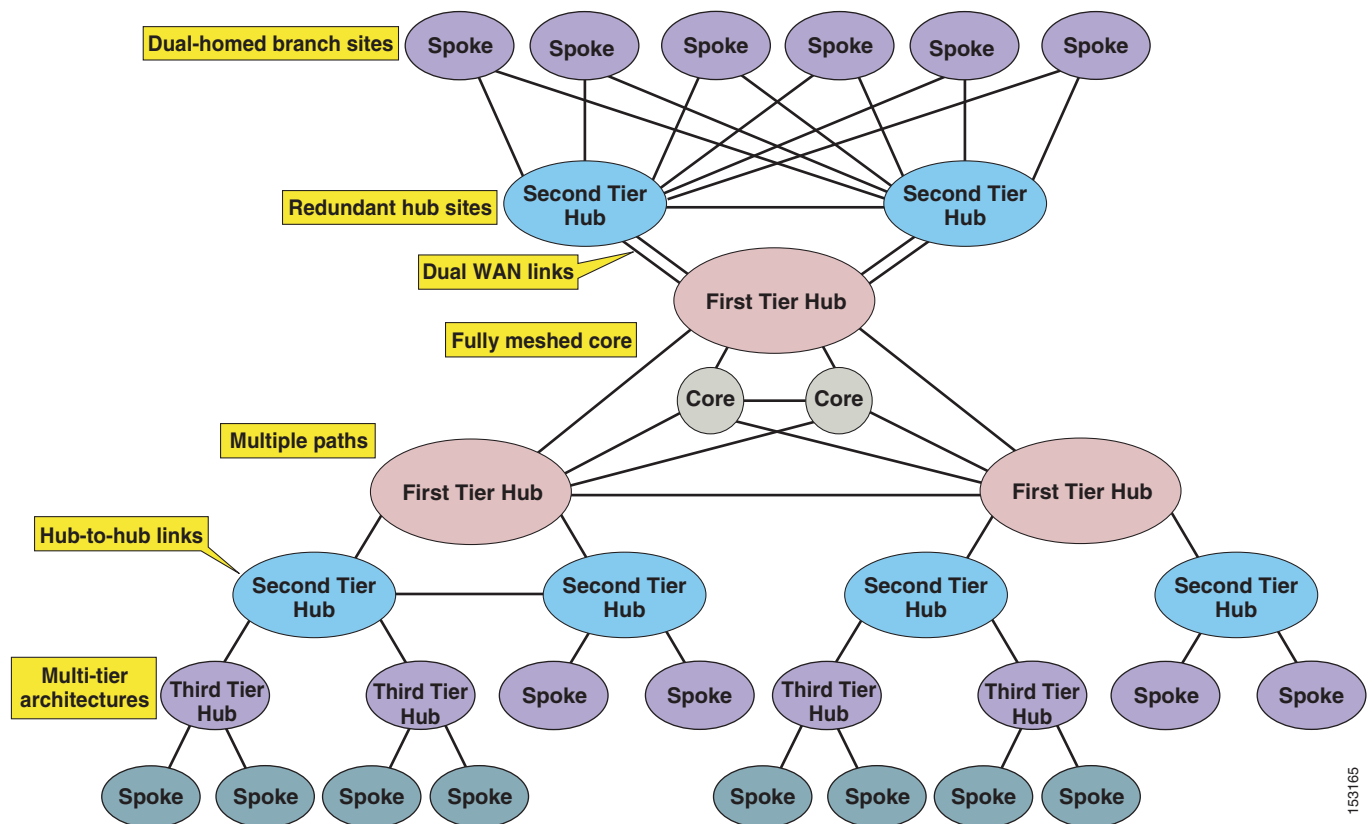 Dual-homed branch sites
Spoke
Spoke
Spoke
Spoke
Spoke
Spoke
Redundant hub sites
Second Tier
Hub
Second Tier
Hub
Dual WAN links
First Tier Hub
Fully meshed core
Core
Core
Multiple paths
First Tier Hub
First Tier Hub
Hub-to-hub links
Second Tier
Hub
Second Tier
Hub
Second Tier
Hub
Second Tier
Hub
Multi-tier
architectures
Third Tier
Hub
Third Tier
Hub
Spoke
Spoke
Third Tier
Hub
Third Tier
Hub
Spoke
Spoke
Spoke
Spoke
Spoke
Spoke
Spoke
Spoke
Spoke
Spoke
153165